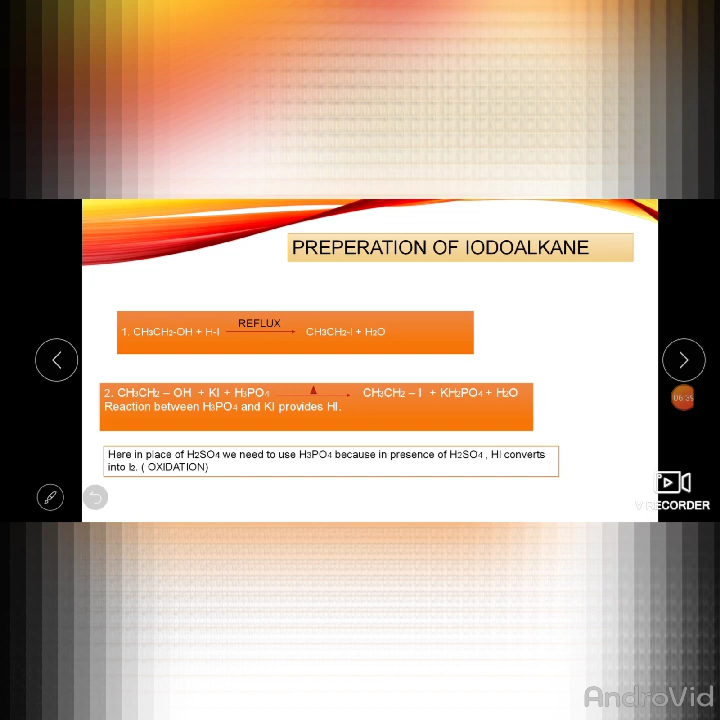 PREPERATION OF IODOALKANE
REFLUX
1. CH3CH2-OH + H-I CH3CH2-I + H2O
2. CH3CH2 – OH + KI + H3PO4 CH3CH2 – I + KH2PO4 + H2O
Reaction between H3PO4 and KI provides HI.
06:39
Here in place of H2SO4 we need to use H3PO4 because in presence of H2SO4 , HI converts
into I2. ( OXIDATION)
V RECORDER
AndroVid